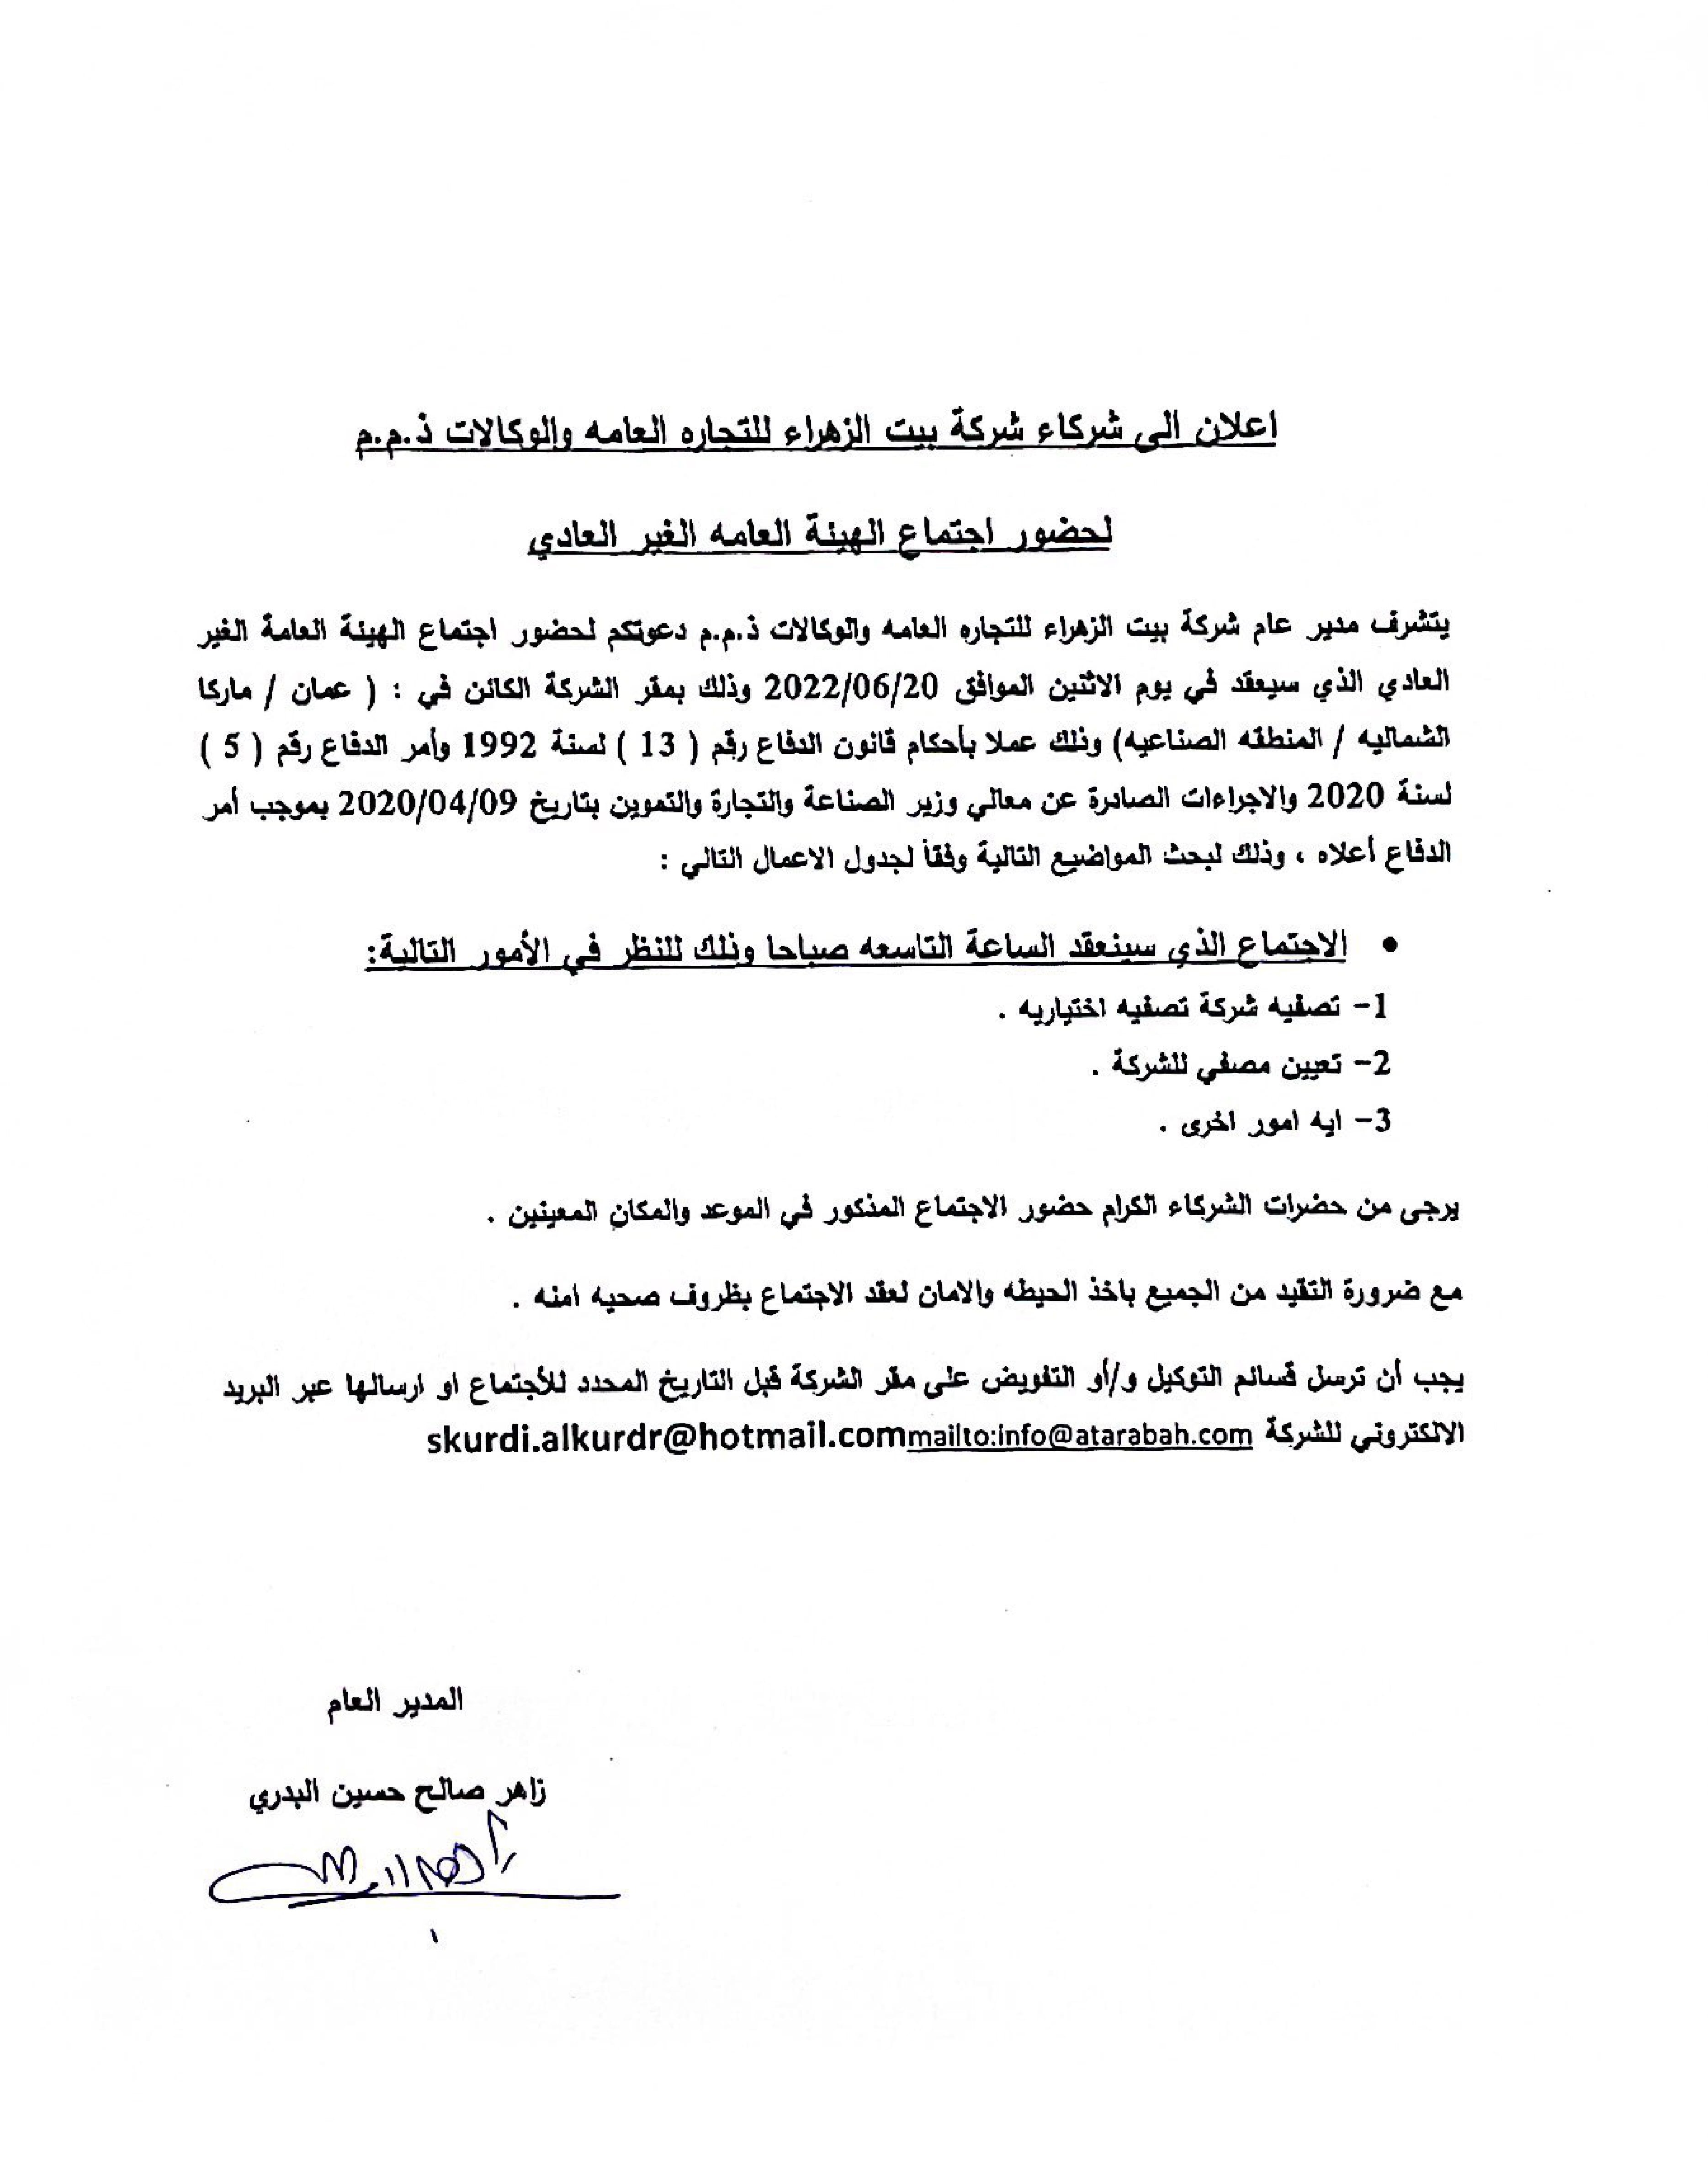 اعلان الى شركاء شركة بيت الزهراء للتجاره العامه والوكالات ذ.م.م
لحضور اجتماع الهيئة العامه الغير العادي
يتشرف مدير عام شركة بيت الزهراء للتجاره العامه والوكالات ذ.م.م دعوتكم لحضور اجتماع الهيئة العامة الغير
العادي الذي سيعقد في يوم الاثنين الموافق 2022/06/20 وذلك بمقر الشركة الكائن في : ( عمان / ماركا
الشماليه / المنطقه الصناعيه) وذلك عملا بأحكام قانون الدفاع رقم ( 13 ) لسنة 1992 وأمر الدفاع رقم ( 5 )
لسنة 2020 والاجراءات الصادرة عن معالي وزير الصناعة والتجارة والتموين بتاريخ 2020/04/09 بموجب أمر
الدفاع أعلاه ، وذلك لبحث المواضيع التالية وفقاً لجدول الاعمال التالي :
• الاجتماع الذي سينعقد الساعة التاسعه صباحا وذلك للنظر في الأمور التالية:
1- تصفيه شركة تصفيه اختياريه .
2- تعيين مصفي للشركة .
3- ايه امور اخرى .
يرجى من حضرات الشركاء الكرام حضور الاجتماع المذكور في الموعد والمكان المعينين .
مع ضرورة التقيد من الجميع باخذ الحيطه والامان لعقد الاجتماع بظروف صحيه امنه .
يجب أن ترسل قسائم التوكيل و/أو التفويض على مقر الشركة قبل التاريخ المحدد للأجتماع او ارسالها عبر البريد
الالكتروني للشركة skurdi.alkurdr@hotmail.commailto:info@atarabah.com
المدير العام
زاهر صالح حسين البدري